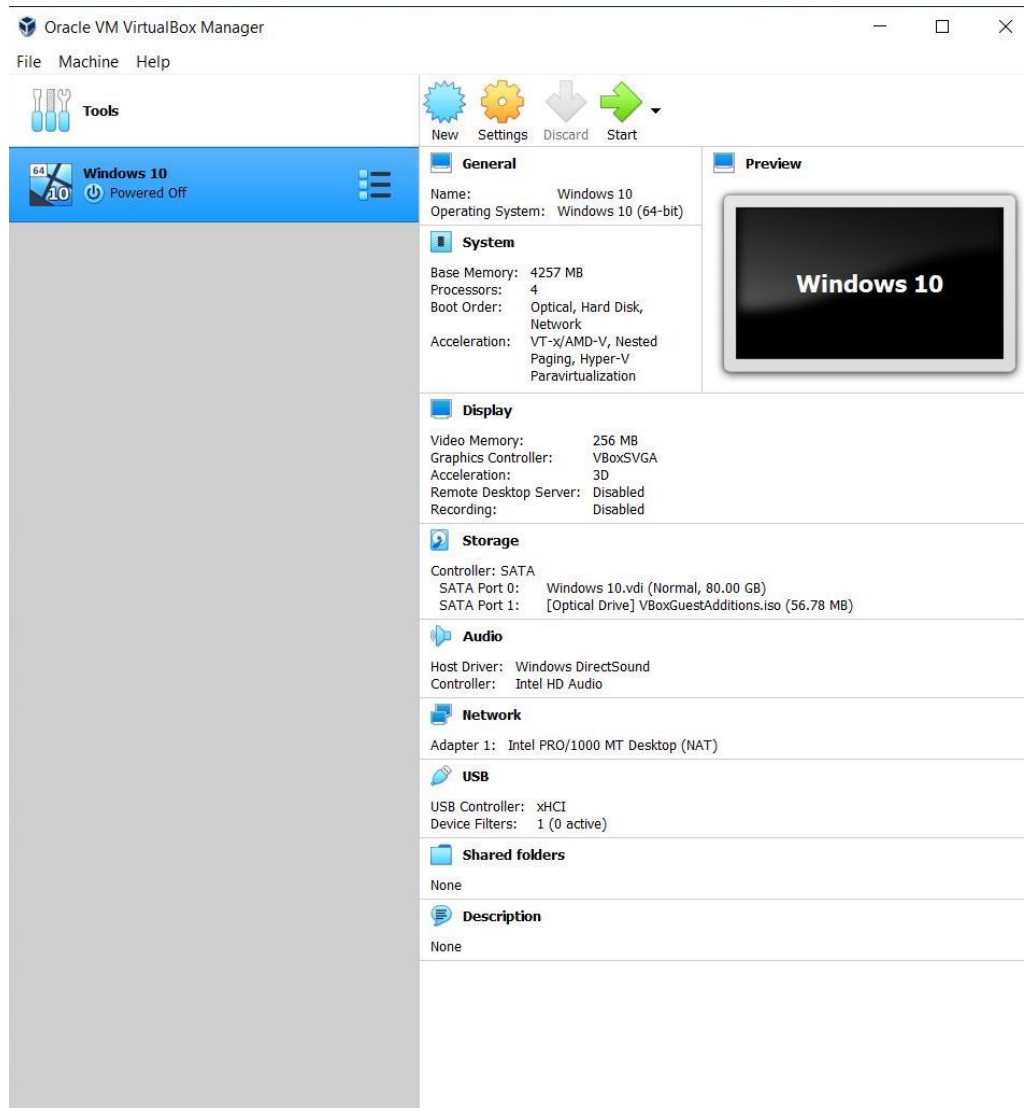 Oracle VM VirtualBox Manager
File Machine Help
Tools
New Settings Discard Start
64
10
Windows 10
Powered Off
General
Name: Windows 10
Operating System: Windows 10 (64-bit)
Preview
Windows 10
System
Base Memory: 4257 MB
Processors: 4
Boot Order: Optical, Hard Disk,
Network
Acceleration: VT-x/AMD-V, Nested
Paging, Hyper-V
Paravirtualization
Display
Video Memory: 256 MB
Graphics Controller: VBoxSVGA
Acceleration: 3D
Remote Desktop Server: Disabled
Recording: Disabled
Storage
Controller: SATA
SATA Port 0: Windows 10.vdi (Normal, 80.00 GB)
SATA Port 1: [Optical Drive] VBoxGuestAdditions.iso (56.78 MB)
Audio
Host Driver: Windows DirectSound
Controller: Intel HD Audio
Network
Adapter 1: Intel PRO/1000 MT Desktop (NAT)
USB
USB Controller: xHCI
Device Filters: 1 (0 active)
Shared folders
None
Description
None